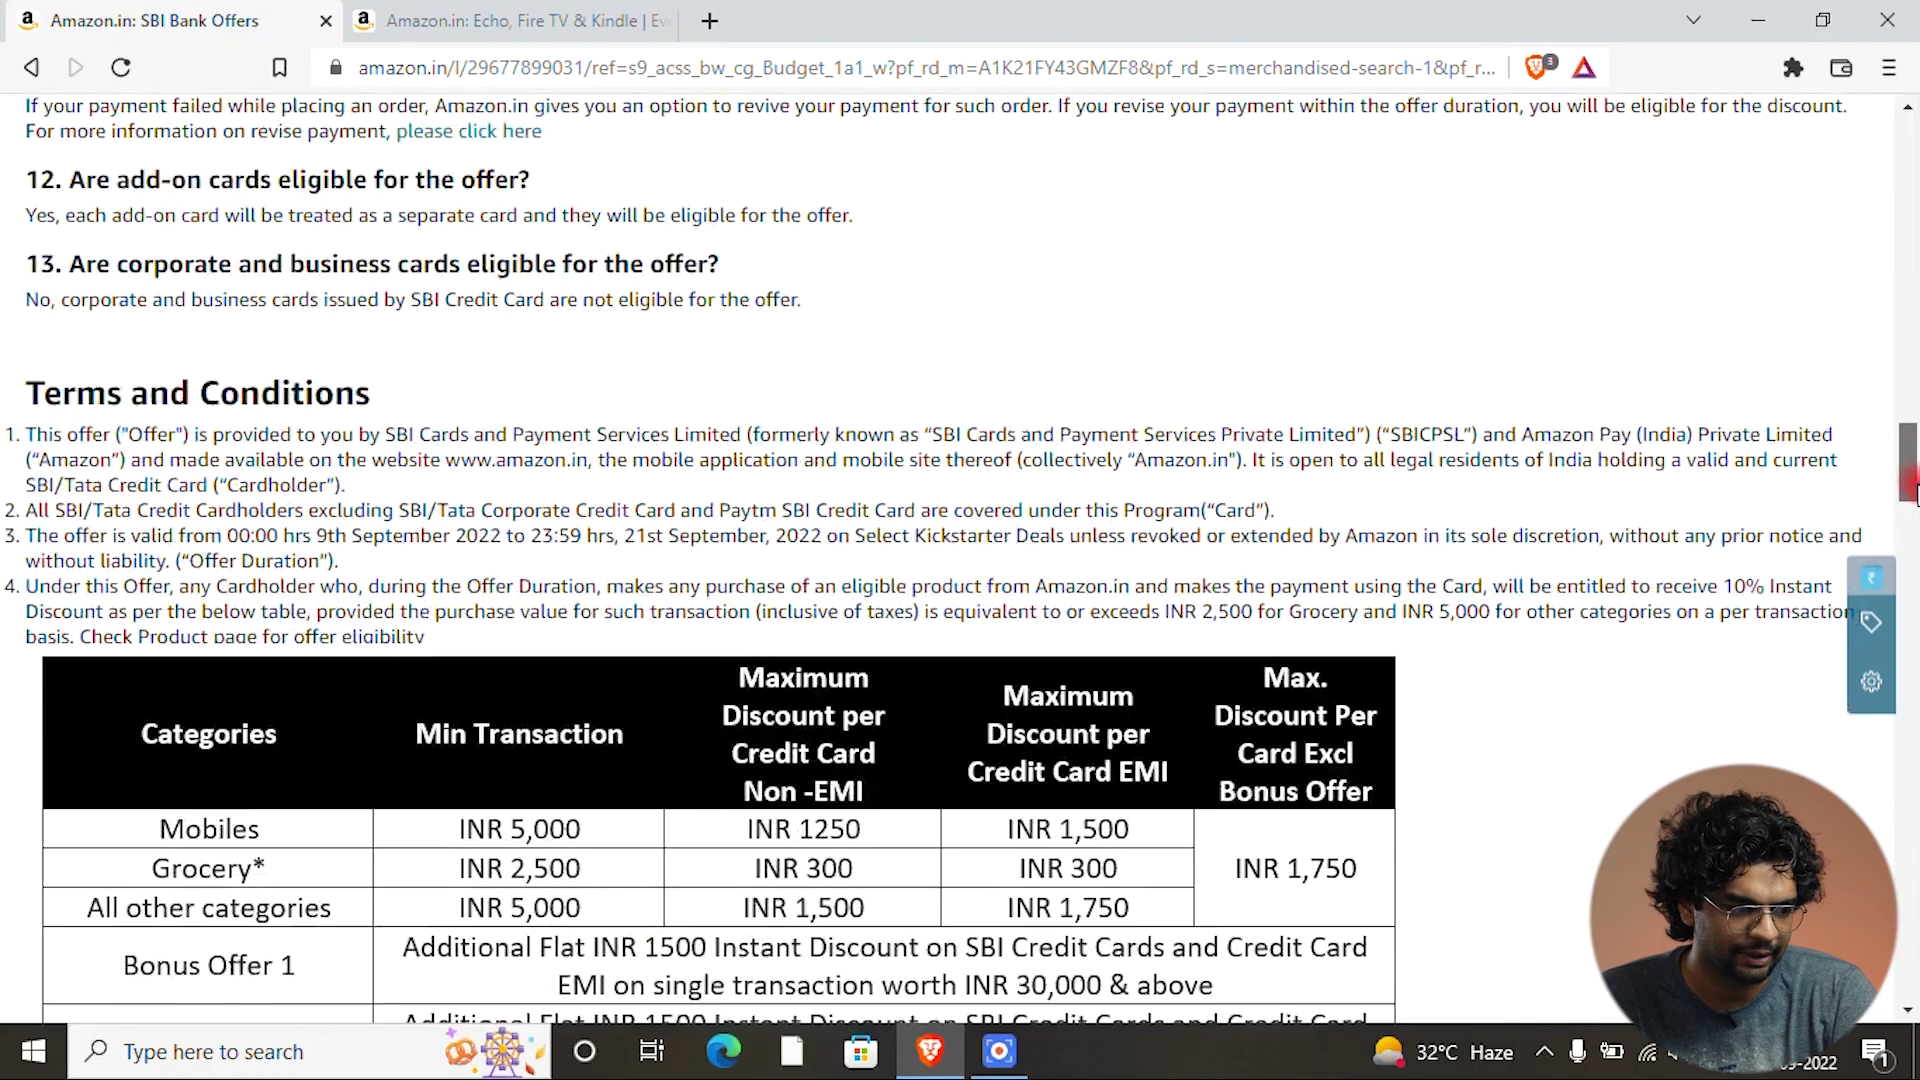 Amazon.in: SBI Bank Offers
Amazon.in: Echo, Fire TV & Kindle |
amazon.in/l/29677899031/ref=s9_acss_bw_cg_Budget_1a1_w?pf_rd_m=A1K21FY43GMZF8&pf_rd_s=merchandised-search-1&pf_r...
3
If your payment failed while placing an order, Amazon.in gives you an option to revive your payment for such order. If you revise your payment within the offer duration, you will be eligible for the discount.
For more information on revise payment, please click here
12. Are add-on cards eligible for the offer?
Yes, each add-on card will be treated as a separate card and they will be eligible for the offer.
13. Are corporate and business cards eligible for the offer?
No, corporate and business cards issued by SBI Credit Card are not eligible for the offer.
Terms and Conditions
1. This offer ("Offer") is provided to you by SBI Cards and Payment Services Limited (formerly known as “SBI Cards and Payment Services Private Limited”) (“SBICPSL”) and Amazon Pay (India) Private Limited
(“Amazon”) and made available on the website www.amazon.in, the mobile application and mobile site thereof (collectively “Amazon.in”). It is open to all legal residents of India holding a valid and current
SBI/Tata Credit Card (“Cardholder”).
2. All SBI/Tata Credit Cardholders excluding SBI/Tata Corporate Credit Card and Paytm SBI Credit Card are covered under this Program(“Card”).
3. The offer is valid from 00:00 hrs 9th September 2022 to 23:59 hrs, 21st September, 2022 on Select Kickstarter Deals unless revoked or extended by Amazon in its sole discretion, without any prior notice and
without liability. (“Offer Duration”).
4. Under this Offer, any Cardholder who, during the Offer Duration, makes any purchase of an eligible product from Amazon.in and makes the payment using the Card, will be entitled to receive 10% Instant
Discount as per the below table, provided the purchase value for such transaction (inclusive of taxes) is equivalent to or exceeds INR 2,500 for Grocery and INR 5,000 for other categories on a per transaction
basis. Check Product page for offer eligibility
Categories
Min Transaction
Maximum
Discount per
Credit Card
Non -EMI
Maximum
Discount per
Credit Card EMI
Max.
Discount Per
Card Excl
Bonus Offer
Mobiles INR 5,000 INR 1250 INR 1,500
Grocery* INR 2,500 INR 300 INR 300 INR 1,750
All other categories INR 5,000 INR 1,500 INR 1,750
Bonus Offer 1
Additional Flat INR 1500 Instant Discount on SBI Credit Cards and Credit Card
EMI on single transaction worth INR 30,000 & above
Additional Flat INR 1500 Instant Discount on SBI Credit Cards and Credit Card
Type here to search
32°C Haze
-2022
1